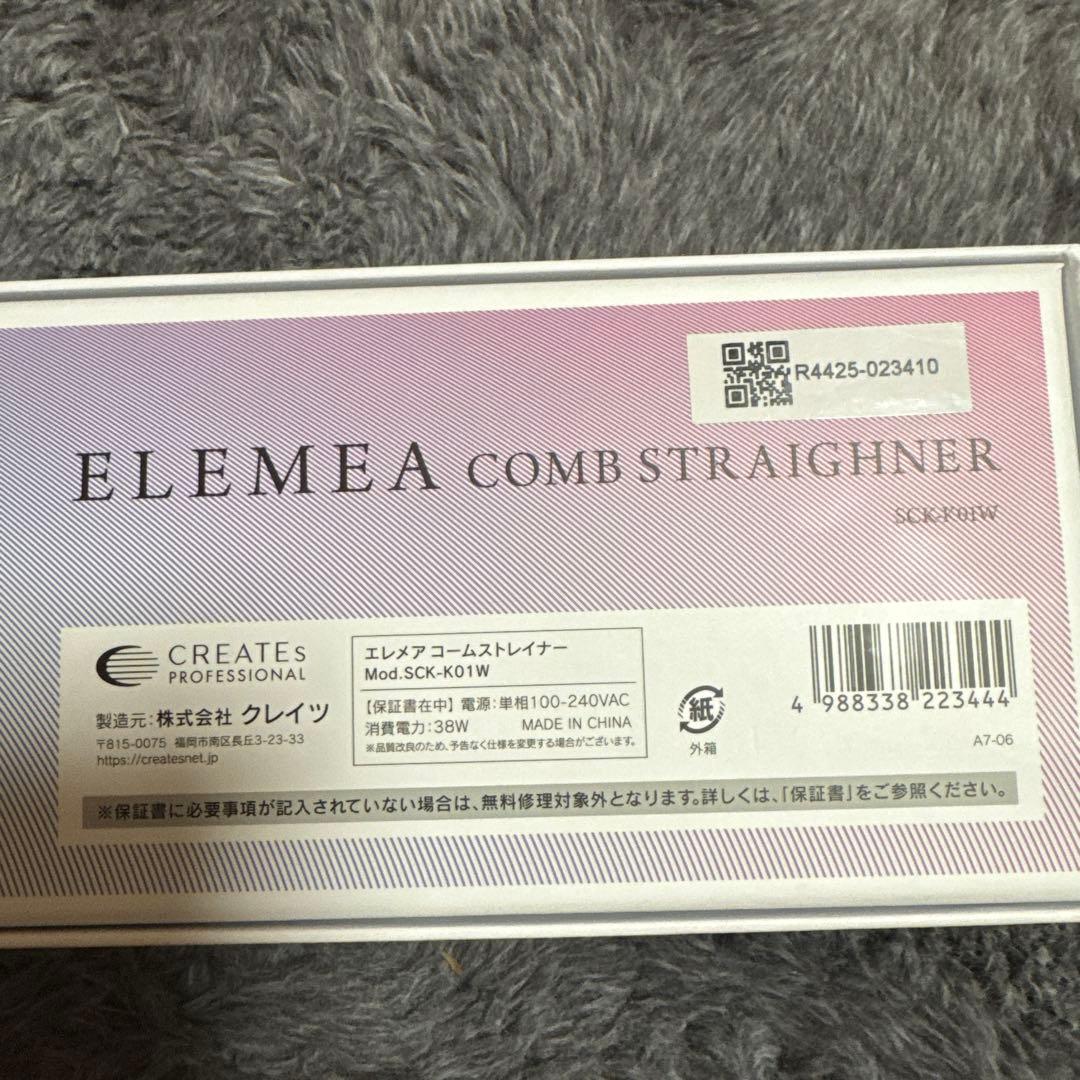 R4425-023410
ELEMEA COMB STRAIGHNER
SCK-K01W
CREATEs
PROFESSIONAL
製造元:株式会社 クレイツ
〒815-0075 福岡市南区長丘3-23-33
https://createsnet.jp
エレメア コームストレイナー
Mod.SCK-K01W
【保証書在中】電源:単相100-240VAC
消費電力:38W MADE IN CHINA
※品質改良のため、予告なく仕様を変更する場合がございます。
紙
外箱
4 988338 223444
A7-06
※保証書に必要事項が記入されていない場合は、無料修理対象外となります。詳しくは、「保証書」をご参照ください。